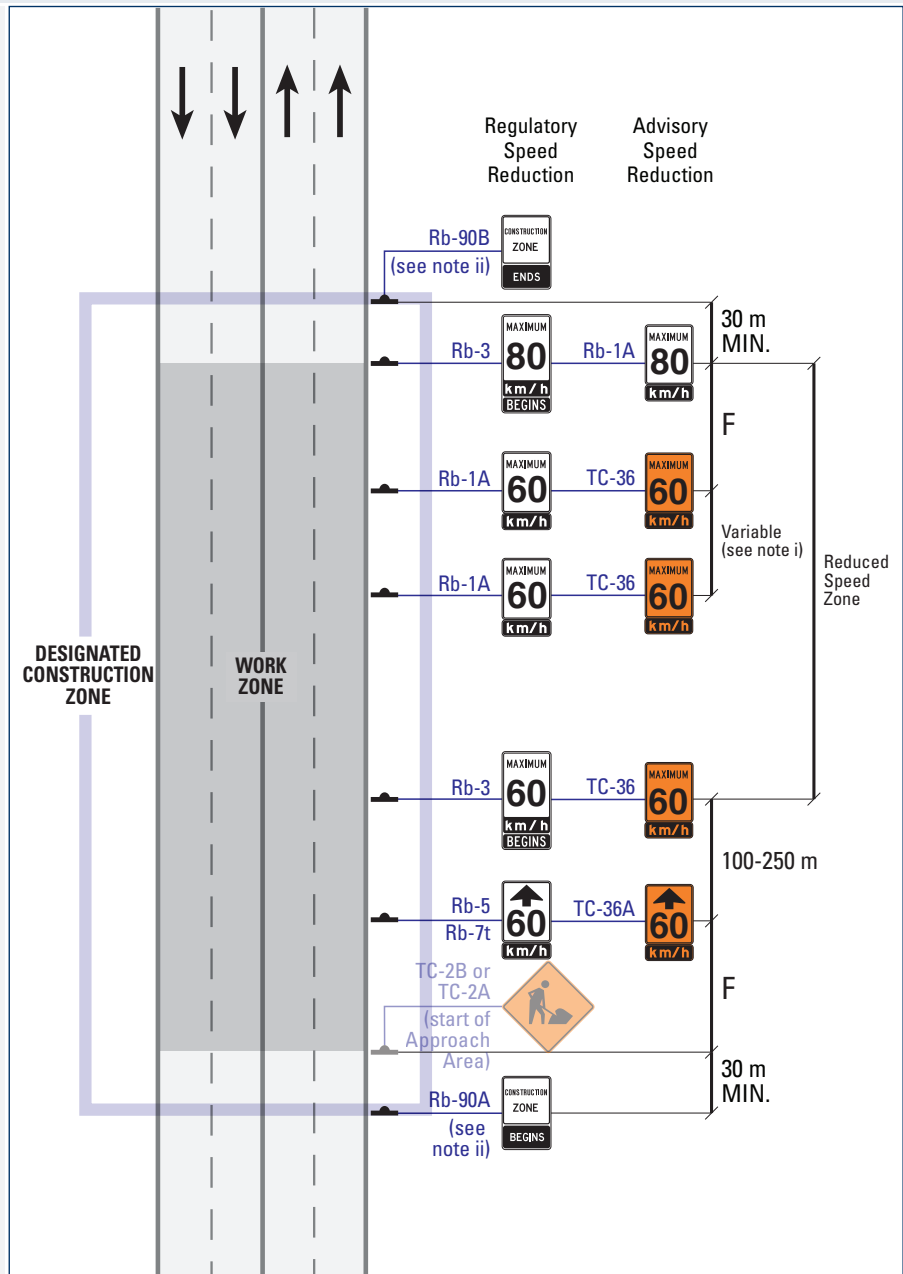 Regulatory
Speed
Reduction
Advisory
Speed
Reduction
Rb-90B
(see note ii)
CONSTRUCTION
ZONE
ENDS
30 m
MIN.
Rb-3
MAXIMUM
80
km/h
BEGINS
Rb-1A
MAXIMUM
80
km/h
F
Rb-1A
MAXIMUM
60
km/h
TC-36
MAXIMUM
60
km/h
Variable
(see note i)
Reduced
Speed
Zone
Rb-1A
MAXIMUM
60
km/h
TC-36
MAXIMUM
60
km/h
DESIGNATED
CONSTRUCTION
ZONE
WORK
ZONE
Rb-3
MAXIMUM
60
km/h
BEGINS
TC-36
MAXIMUM
60
km/h
100-250 m
Rb-5
Rb-7t
60
km/h
TC-36A
60
km/h
TC-2B or
TC-2A
(start of
Approach
Area)
F
30 m
MIN.
Rb-90A
(see
note ii)
CONSTRUCTION
ZONE
BEGINS